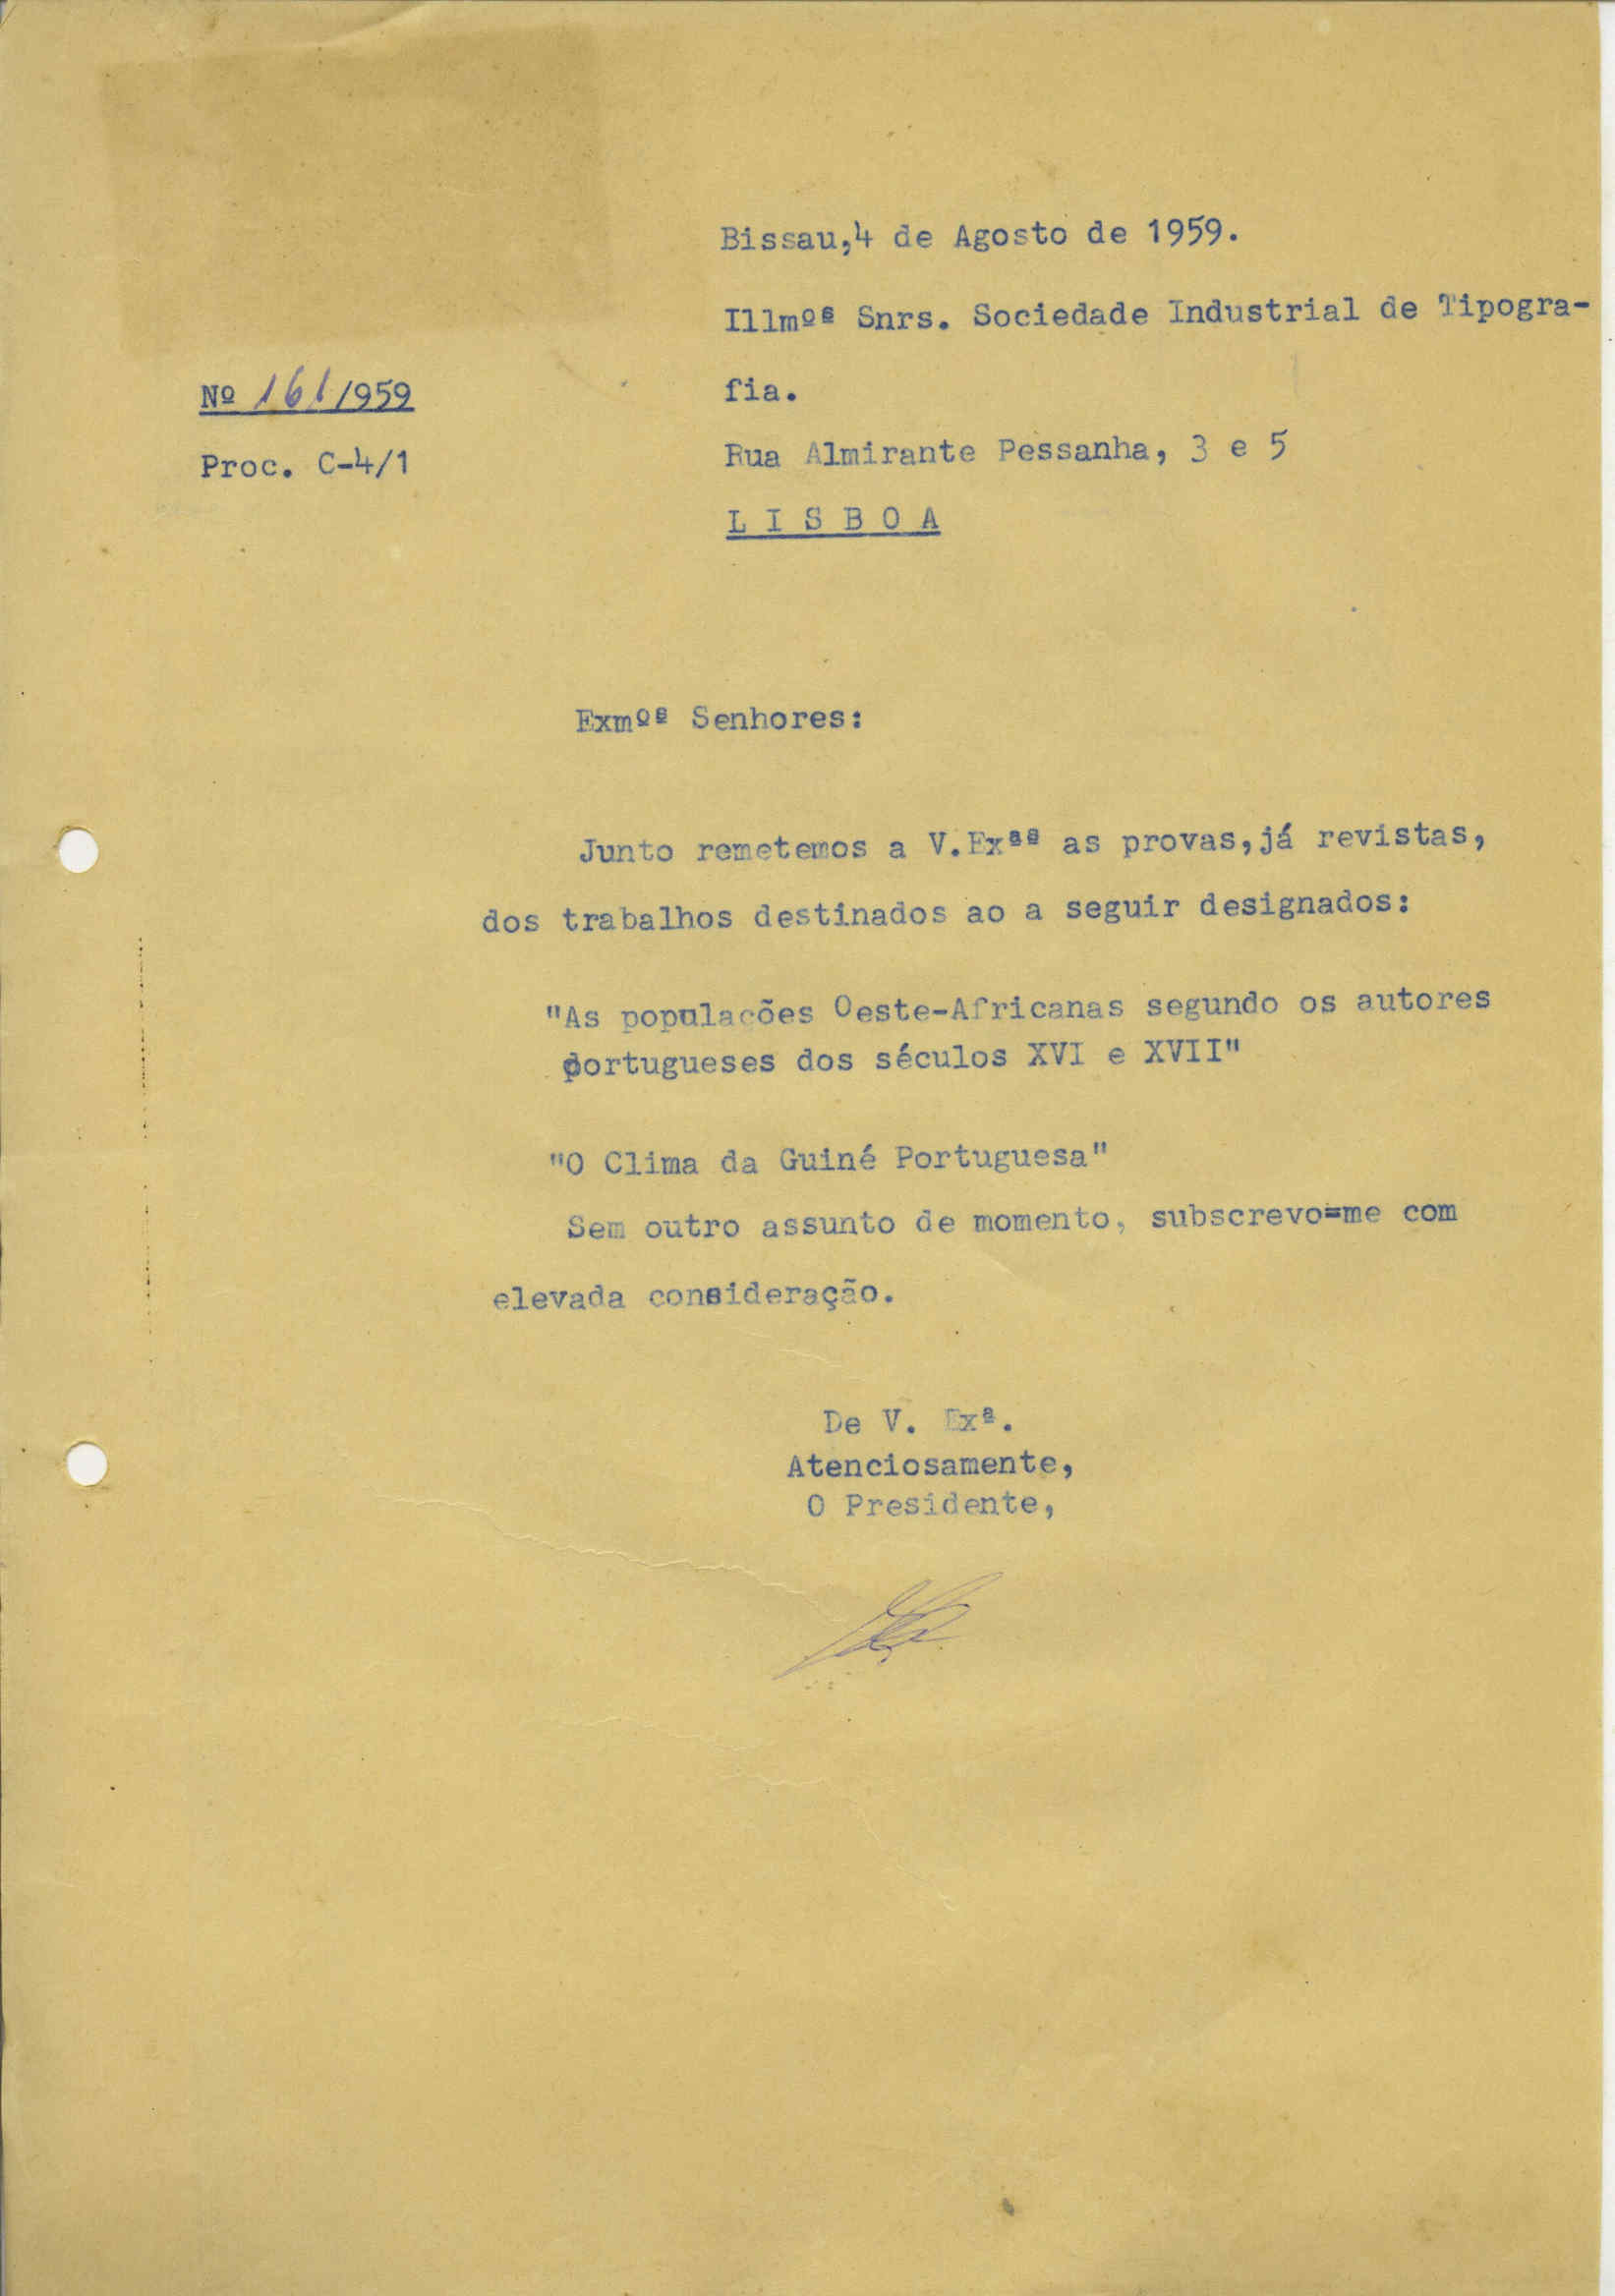 Bissau,4 de Agosto de 1959.
Illmºs Snrs. Sociedade Industrial de Tipogra-
fia.
Nº 161/959
Rua Almirante Pessanha, 3 e 5
Proc. C-4/1
L I S B O A
Exmºs Senhores:
Junto remetemos a V.Exªs as provas,já revistas,
dos trabalhos destinados ao a seguir designados:
"As populações Oeste-Africanas segundo os autores
portugueses dos séculos XVI e XVII"
"O Clima da Guiné Portuguesa"
Sem outro assunto de momento, subscrevo=me com
elevada consideração.
De V. Exª.
Atenciosamente,
O Presidente,